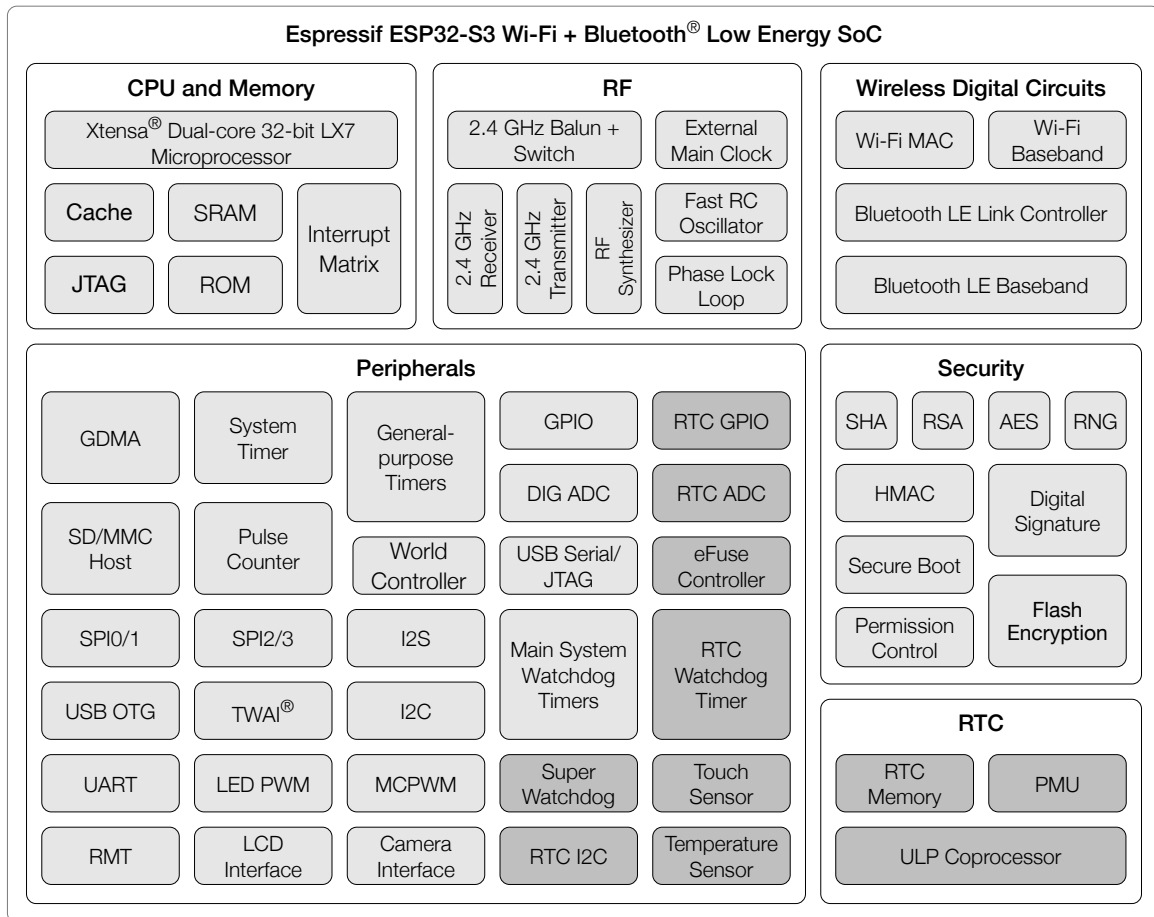 Espressif ESP32-S3 Wi-Fi + Bluetooth® Low Energy SoC
CPU and Memory
Xtensa® Dual-core 32-bit LX7
Microprocessor
Cache
SRAM
Interrupt
Matrix
JTAG
ROM
RF
2.4 GHz Balun +
Switch
External
Main Clock
2.4 GHz
Receiver
2.4 GHz
Transmitter
RF
Synthesizer
Fast RC
Oscillator
Phase Lock
Loop
Wireless Digital Circuits
Wi-Fi MAC
Wi-Fi
Baseband
Bluetooth LE Link Controller
Bluetooth LE Baseband
Peripherals
GDMA
System
Timer
General-
purpose
Timers
GPIO
RTC GPIO
DIG ADC
RTC ADC
SD/MMC
Host
Pulse
Counter
World
Controller
USB Serial/
JTAG
eFuse
Controller
SPI0/1
SPI2/3
I2S
Main System
Watchdog
Timers
RTC
Watchdog
Timer
USB OTG
TWAI®
I2C
UART
LED PWM
MCPWM
Super
Watchdog
Touch
Sensor
RMT
LCD
Interface
Camera
Interface
RTC I2C
Temperature
Sensor
Security
SHA
RSA
AES
RNG
HMAC
Digital
Signature
Secure Boot
Flash
Encryption
Permission
Control
RTC
RTC
Memory
PMU
ULP Coprocessor